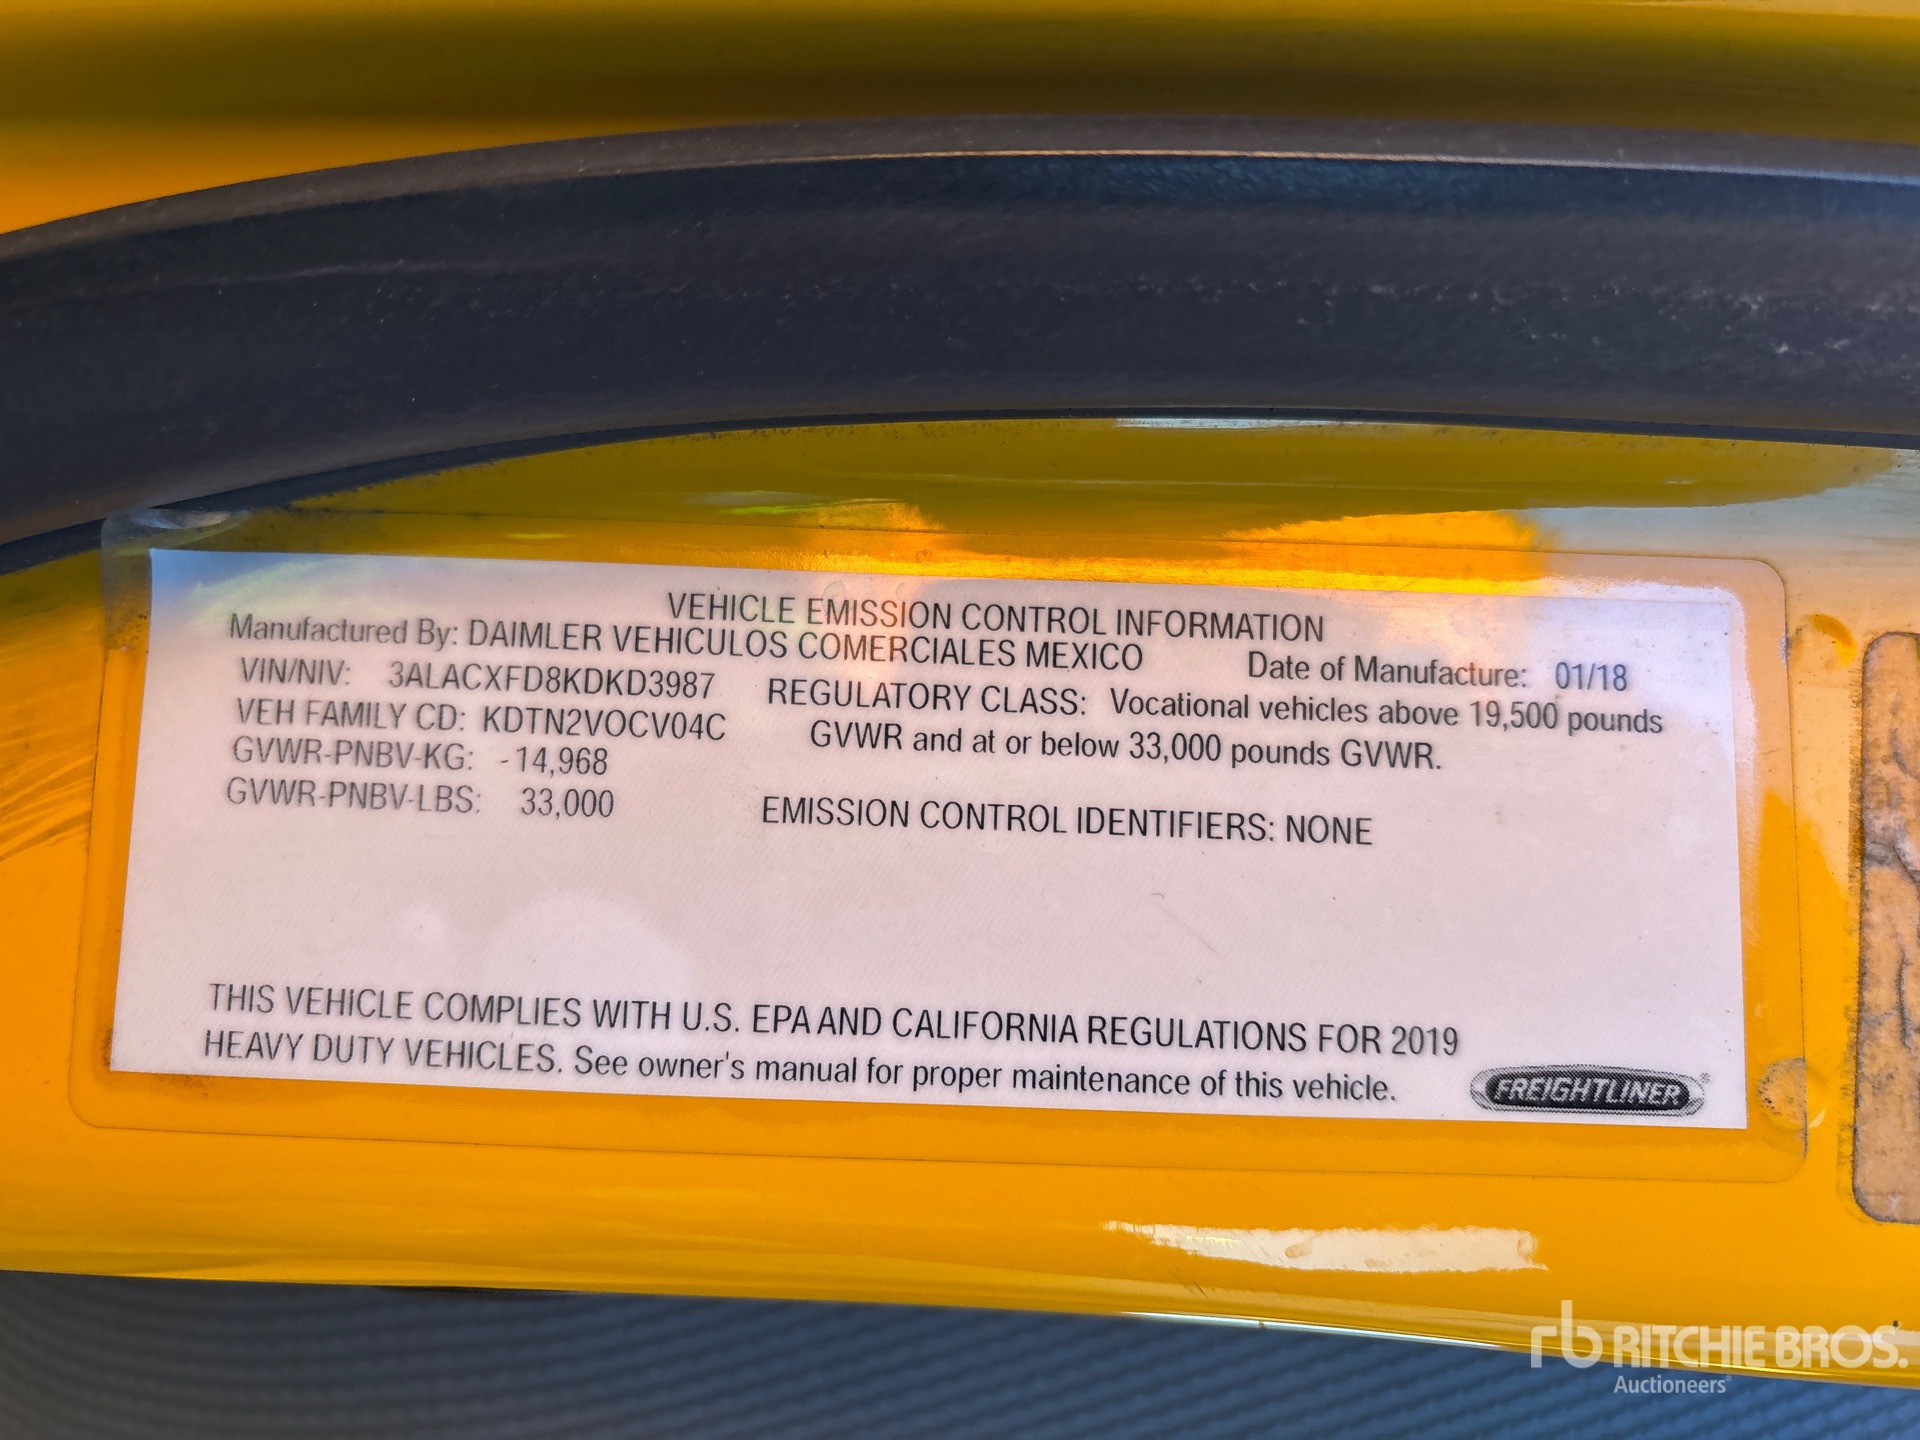 VEHICLE EMISSION CONTROL INFORMATION
Manufactured By: DAIMLER VEHICULOS COMERCIALES MEXICO Date of Manufacture: 01/18
VIN/NIV: 3ALACXFD8KDKD3987
VEH FAMILY CD: KDTN2VOCV04C
GVWR-PNBV-KG: -14,968
GVWR-PNBV-LBS: 33,000
REGULATORY CLASS: Vocational vehicles above 19,500 pounds
GVWR and at or below 33,000 pounds GVWR.
EMISSION CONTROL IDENTIFIERS: NONE
THIS VEHICLE COMPLIES WITH U.S. EPA AND CALIFORNIA REGULATIONS FOR 2019
HEAVY DUTY VEHICLES. See owner's manual for proper maintenance of this vehicle.
FREIGHTLINER®
rb RITCHIE BROS.
Auctioneers